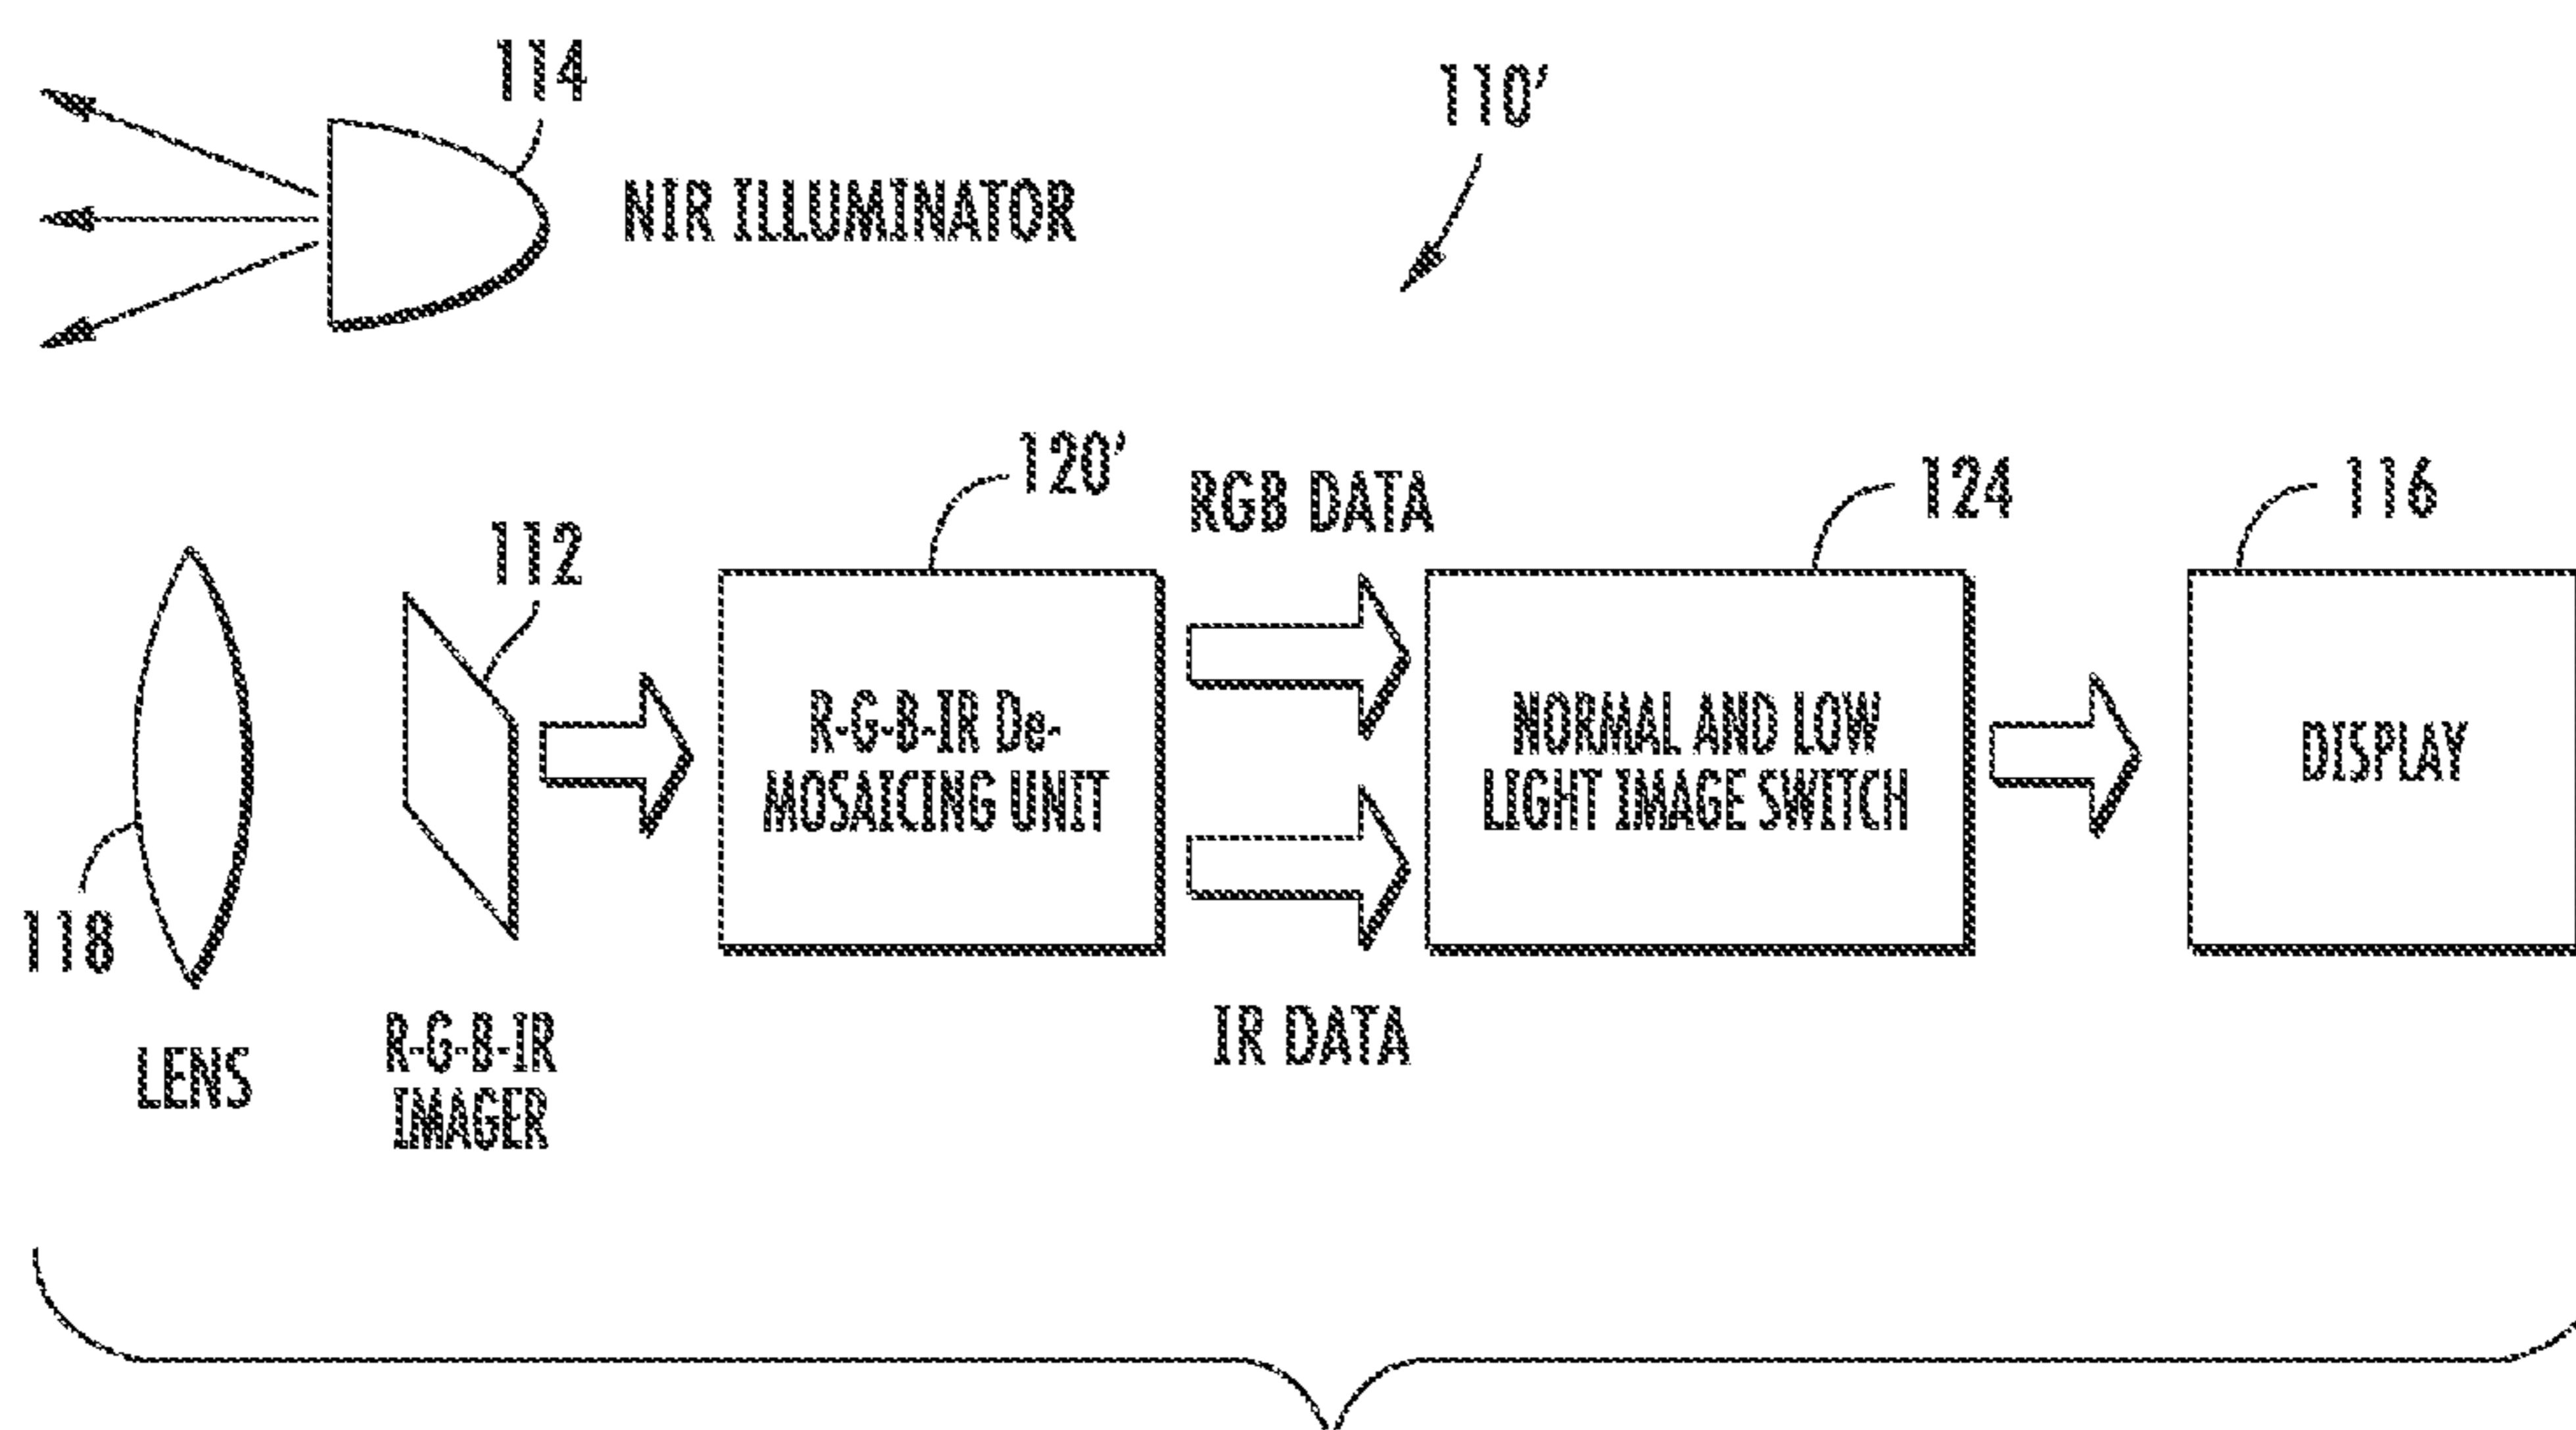 114
110'
NIR ILLUMINATOR
120'
RGB DATA
124
116
112
R-G-B-IR De-
MOSAICING UNIT
NORMAL AND LOW
LIGHT IMAGE SWITCH
DISPLAY
118
LENS
R-G-B-IR
IMAGER
IR DATA